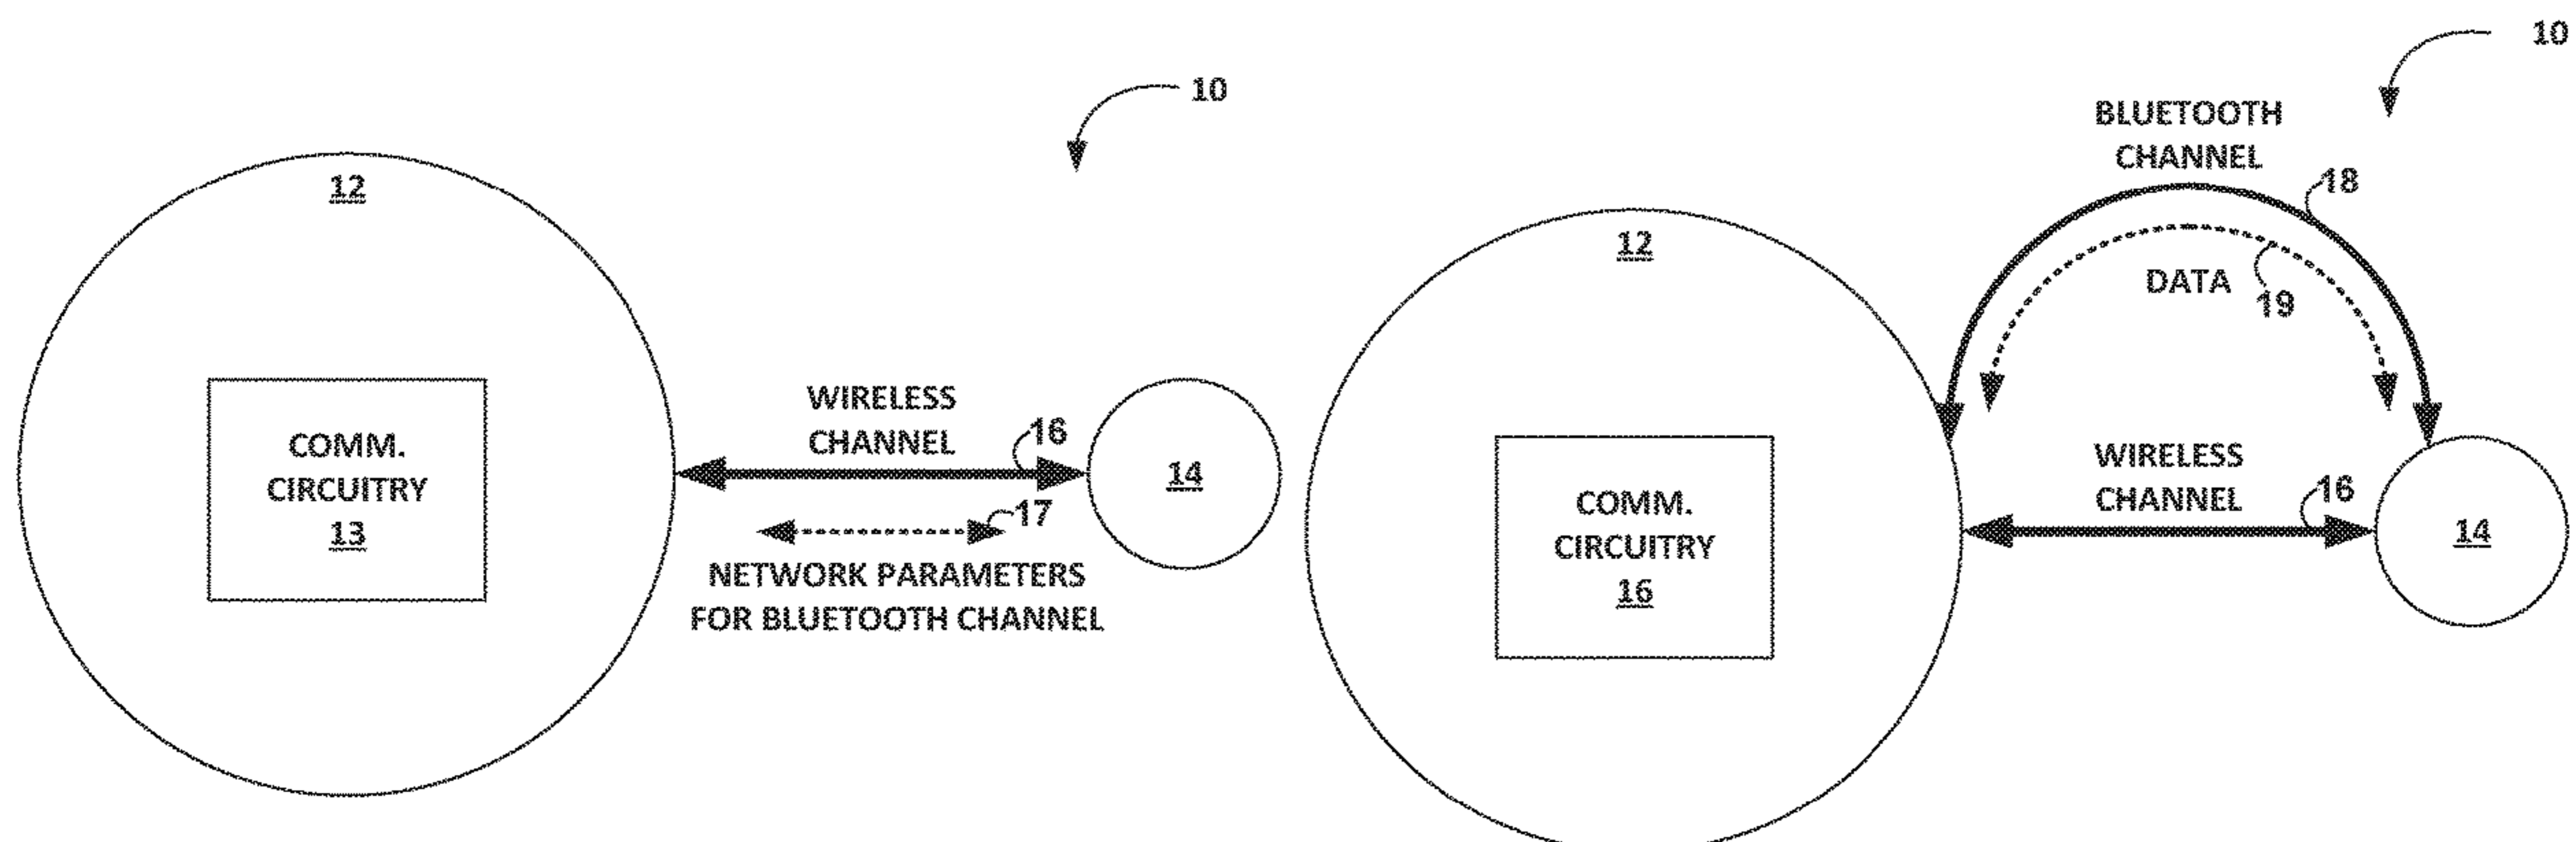 10
12
COMM.
CIRCUITRY
13
WIRELESS
CHANNEL
16
14
17
NETWORK PARAMETERS
FOR BLUETOOTH CHANNEL
10
BLUETOOTH
CHANNEL
18
12
DATA
19
COMM.
CIRCUITRY
16
WIRELESS
CHANNEL
16
14